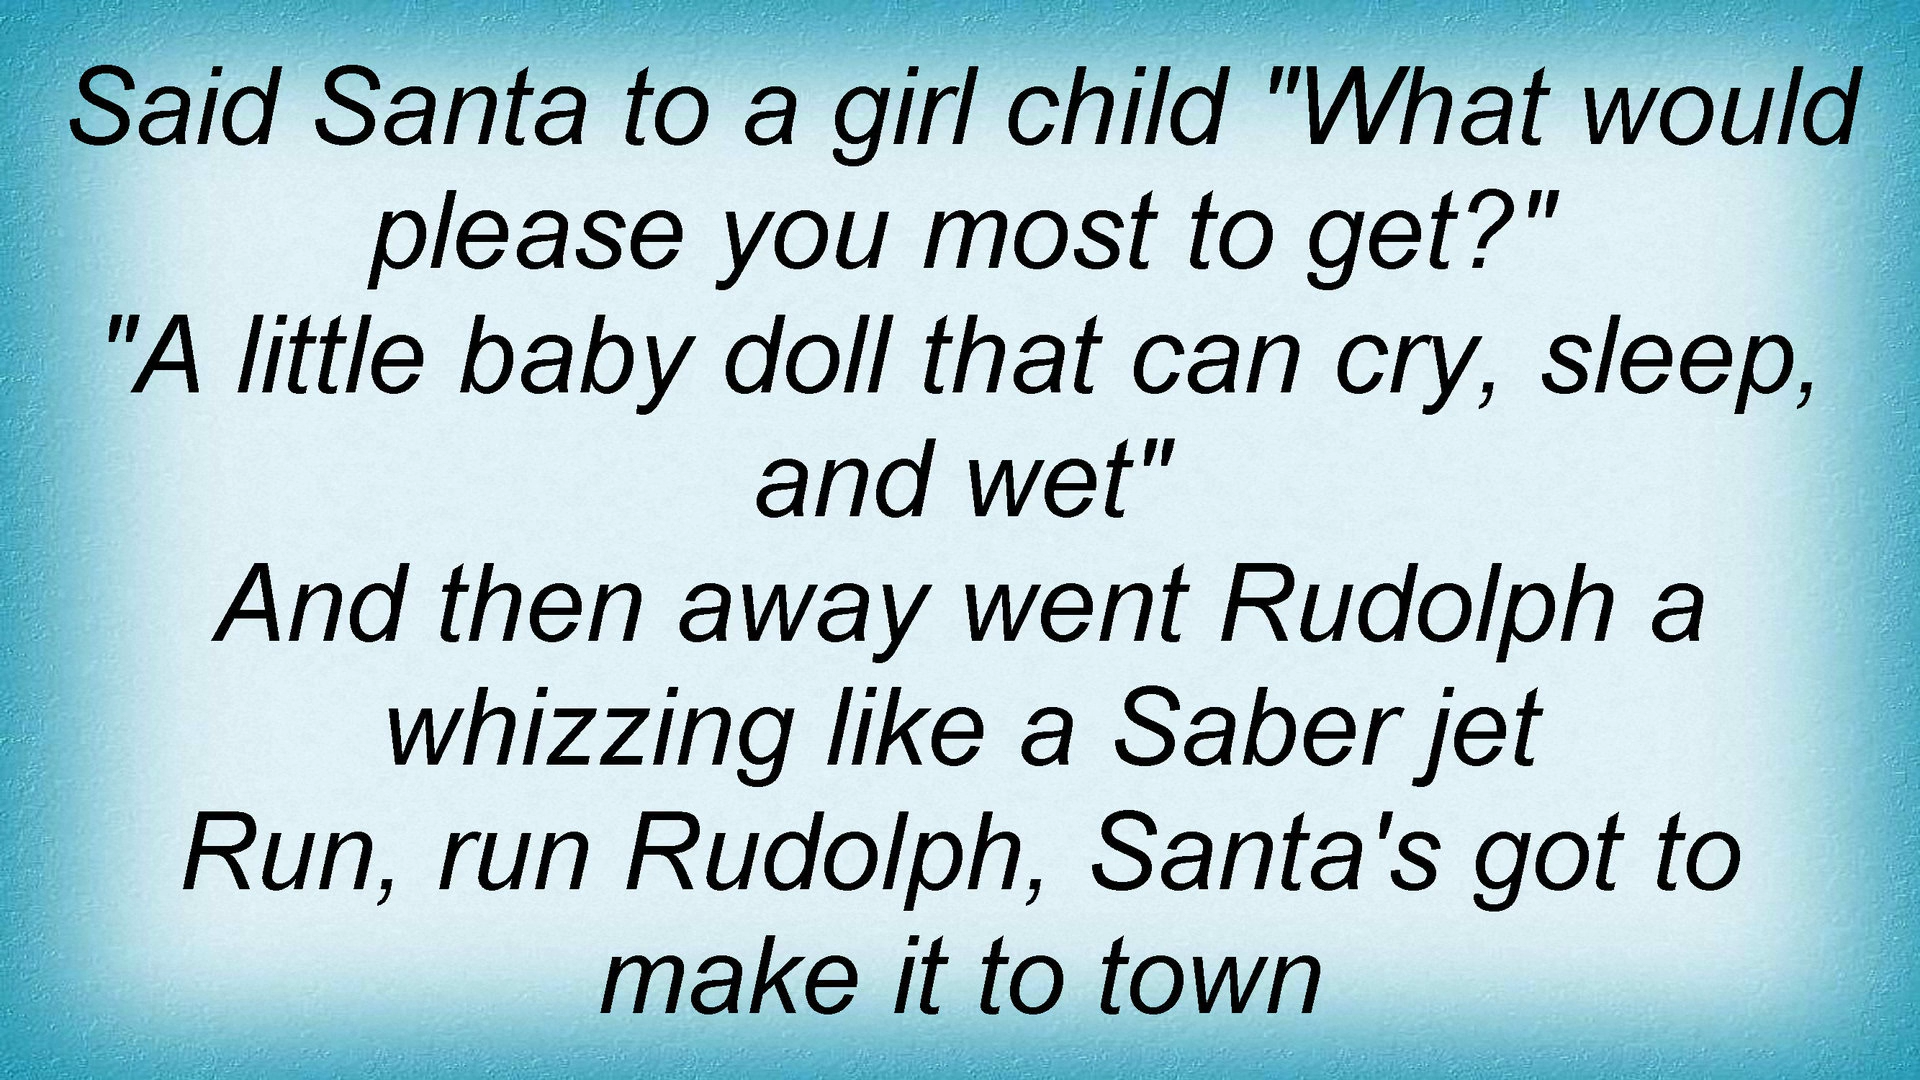 Said Santa to a girl child "What would
please you most to get?"
"A little baby doll that can cry, sleep,
and wet"
And then away went Rudolph a
whizzing like a Saber jet
Run, run Rudolph, Santa's got to
make it to town